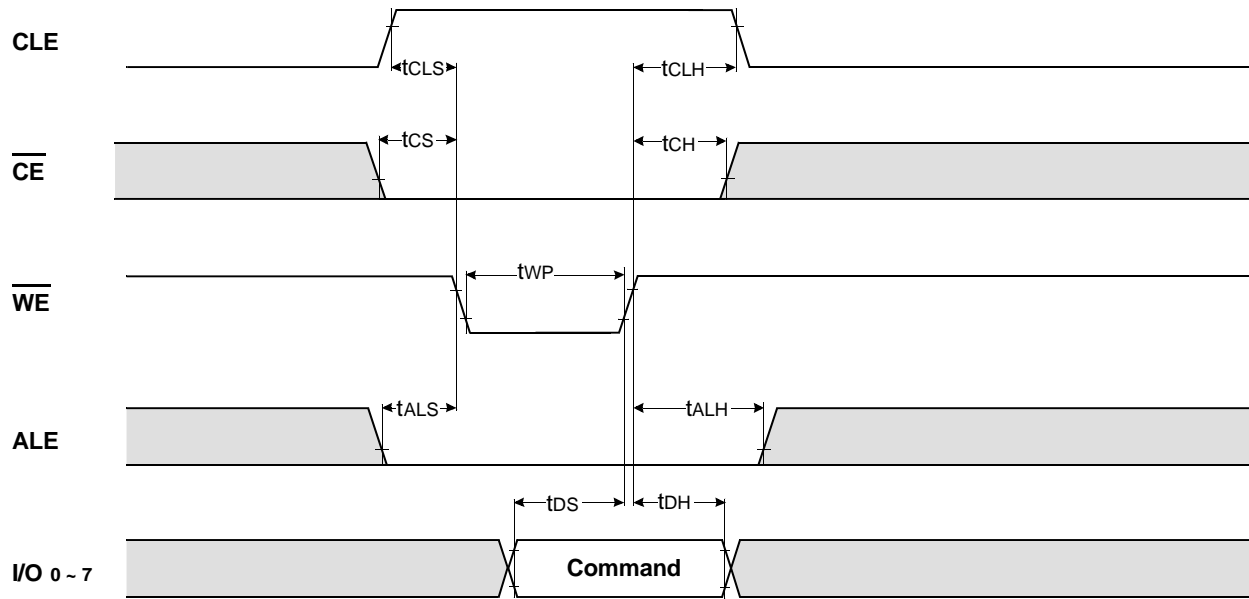 CLE
tCLS
tCLH
CE
tCS
tCH
WE
tWP
ALE
tALS
tALH
tDS
tDH
I/O 0 ~ 7
Command